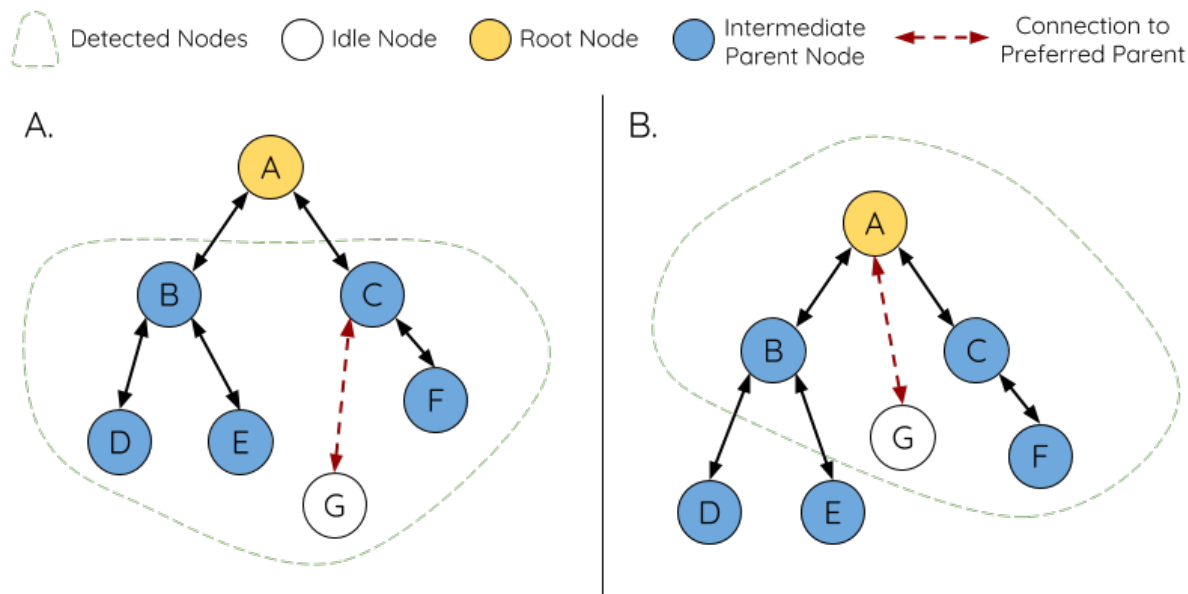 Detected Nodes
Idle Node
Root Node
Intermediate
Parent Node
Connection to
Preferred Parent
A.
A
B
C
D
E
F
G
B.
A
B
C
G
F
D
E